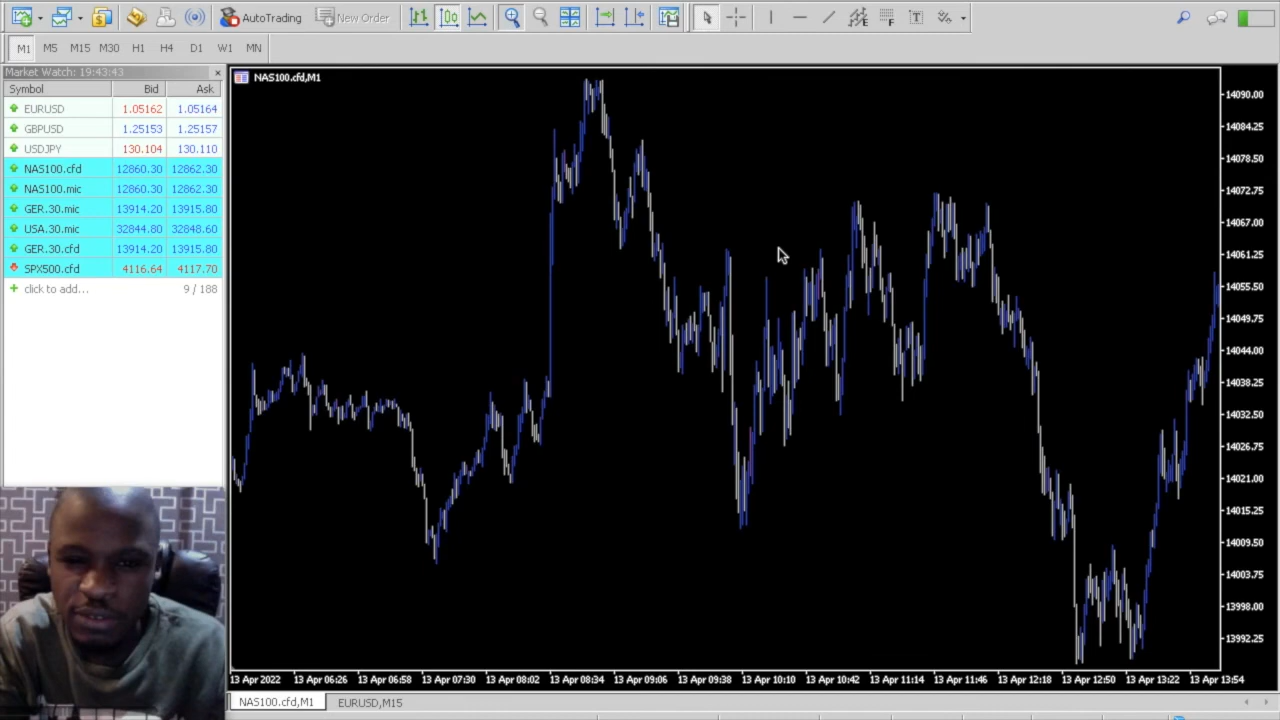 AutoTrading New Order
M1 M5 M15 M30 H1 H4 D1 W1 MN
Market Watch: 19:43:43
Symbol Bid Ask
EURUSD 1.05162 1.05164
GBPUSD 1.25153 1.25157
USDJPY 130.104 130.110
NAS100.cfd 12860.30 12862.30
NAS100.mic 12860.30 12862.30
GER.30.mic 13914.20 13915.80
USA.30.mic 32844.80 32848.60
GER.30.cfd 13914.20 13915.80
SPX500.cfd 4116.64 4117.70
click to add... 9 / 188
NAS100.cfd,M1
14090.00
14084.25
14078.50
14072.75
14067.00
14061.25
14055.50
14049.75
14044.00
14038.25
14032.50
14026.75
14021.00
14015.25
14009.50
14003.75
13998.00
13992.25
13 Apr 2022 13 Apr 06:26 13 Apr 06:58 13 Apr 07:30 13 Apr 08:02 13 Apr 08:34 13 Apr 09:06 13 Apr 09:38 13 Apr 10:10 13 Apr 10:42 13 Apr 11:14 13 Apr 11:46 13 Apr 12:18 13 Apr 12:50 13 Apr 13:22 13 Apr 13:54
NAS100.cfd,M1 EURUSD,M15